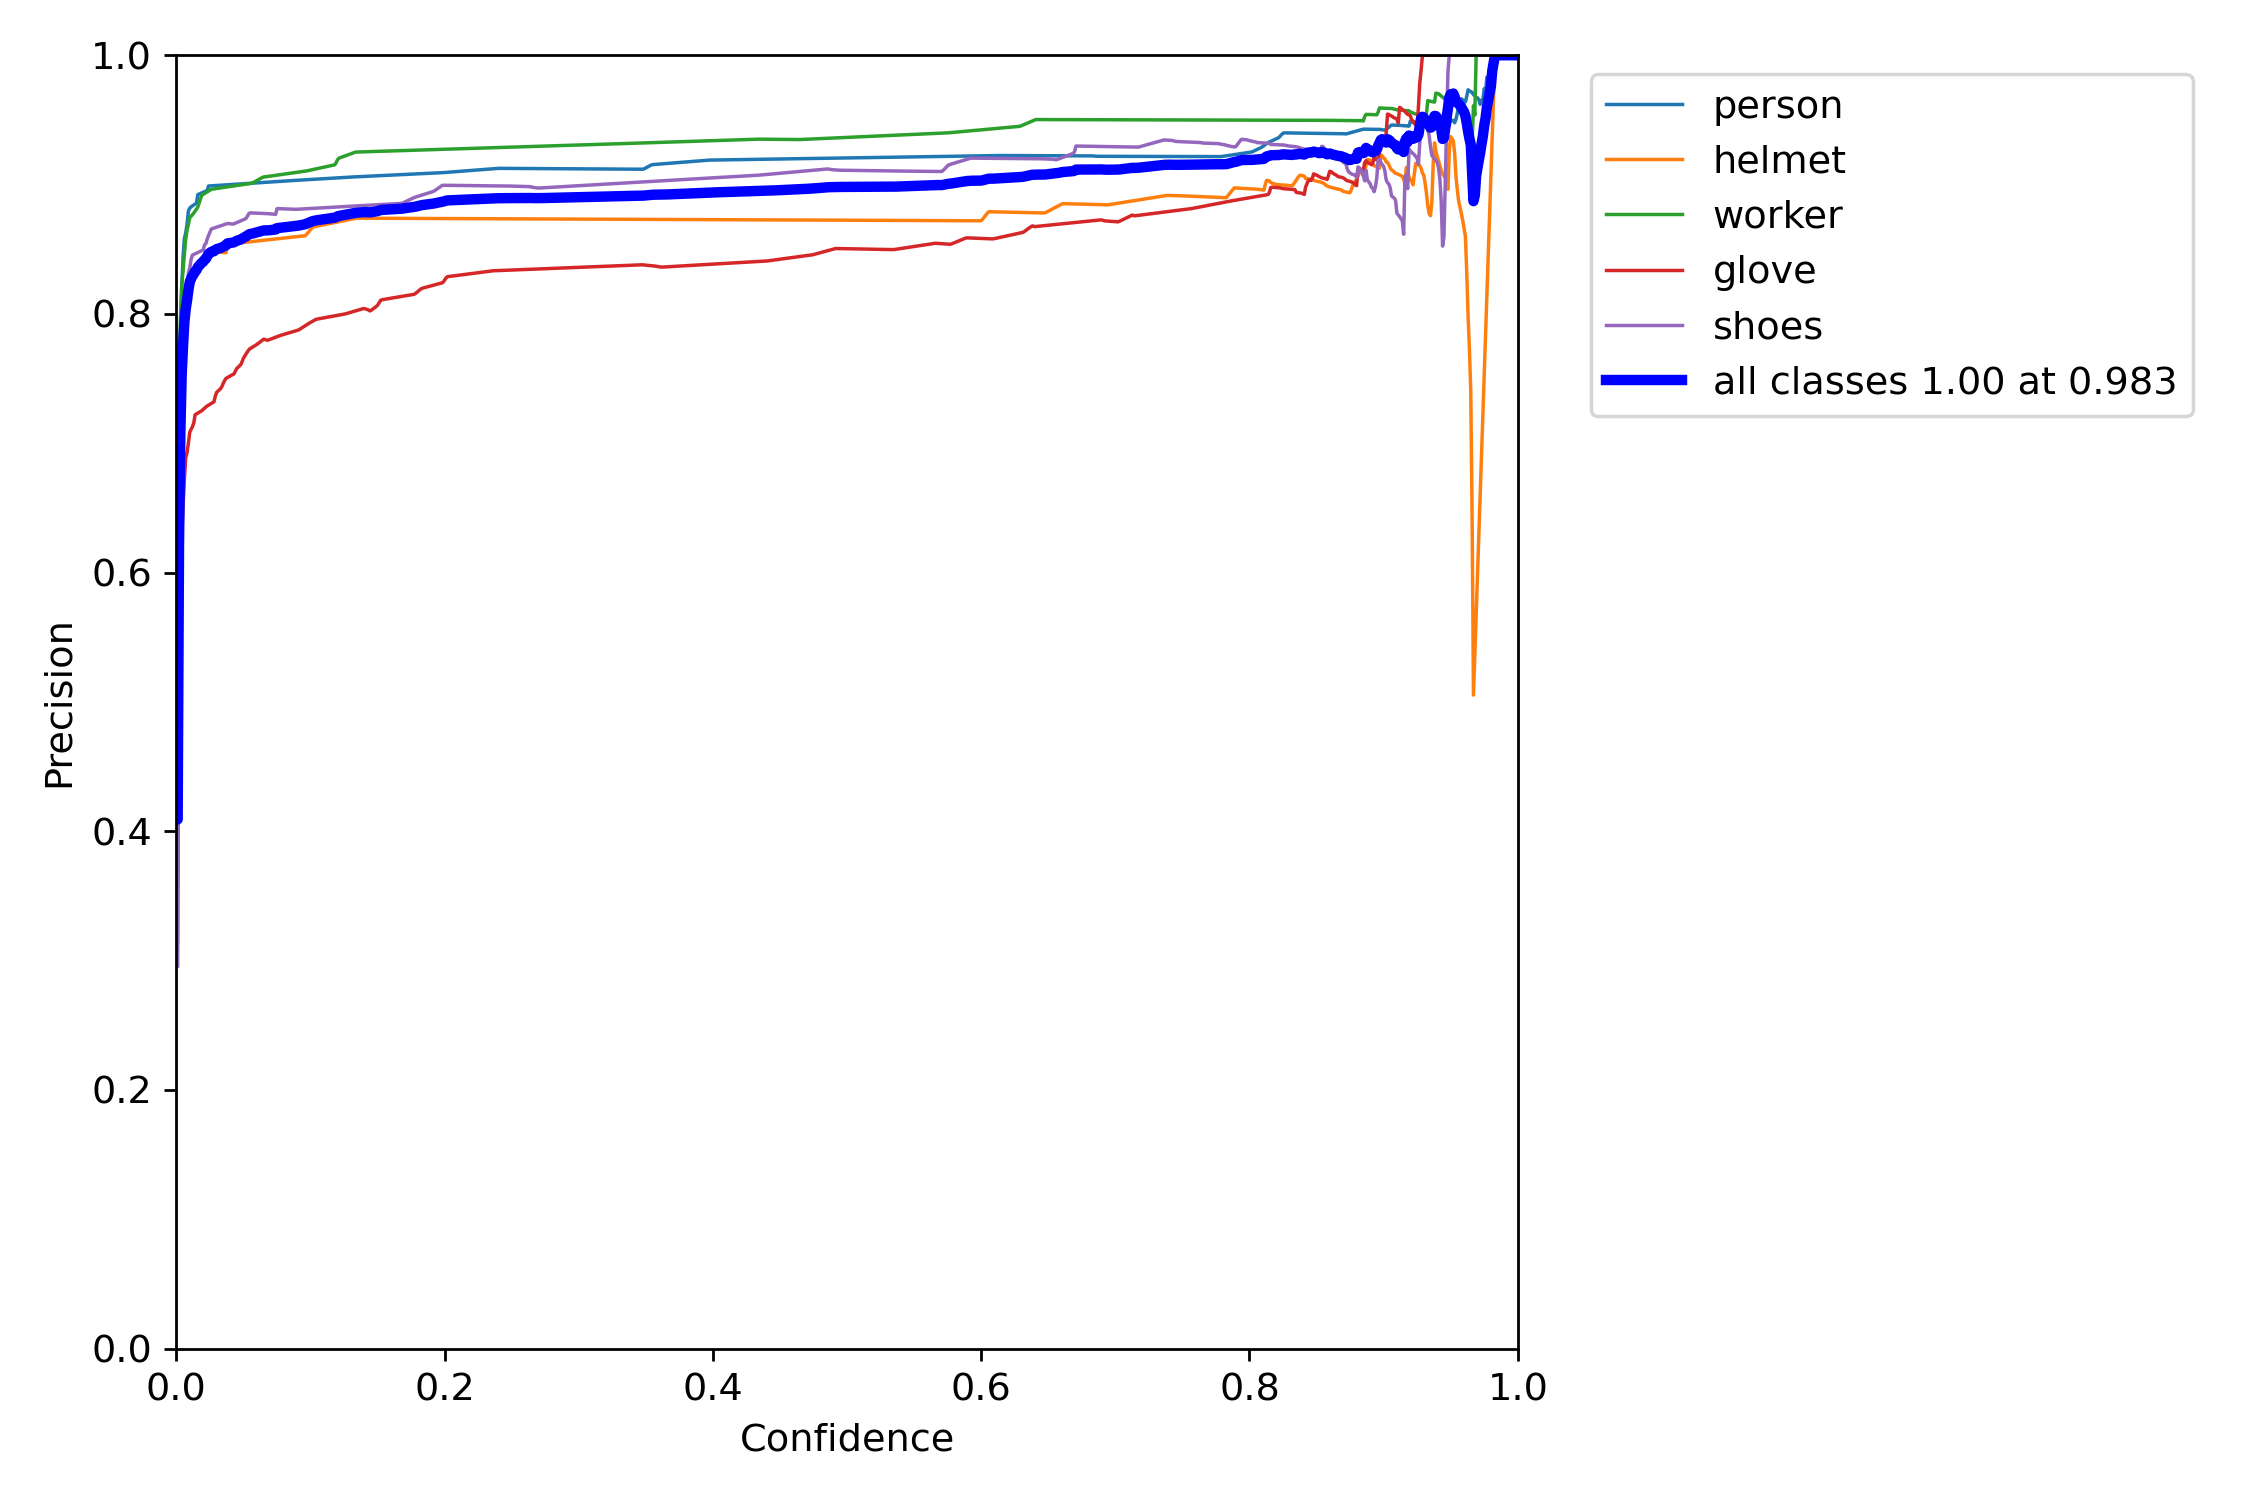 1.0
0.8
0.6
0.4
0.2
0.0
Precision
0.0 0.2 0.4 0.6 0.8 1.0
Confidence
person
helmet
worker
glove
shoes
all classes 1.00 at 0.983